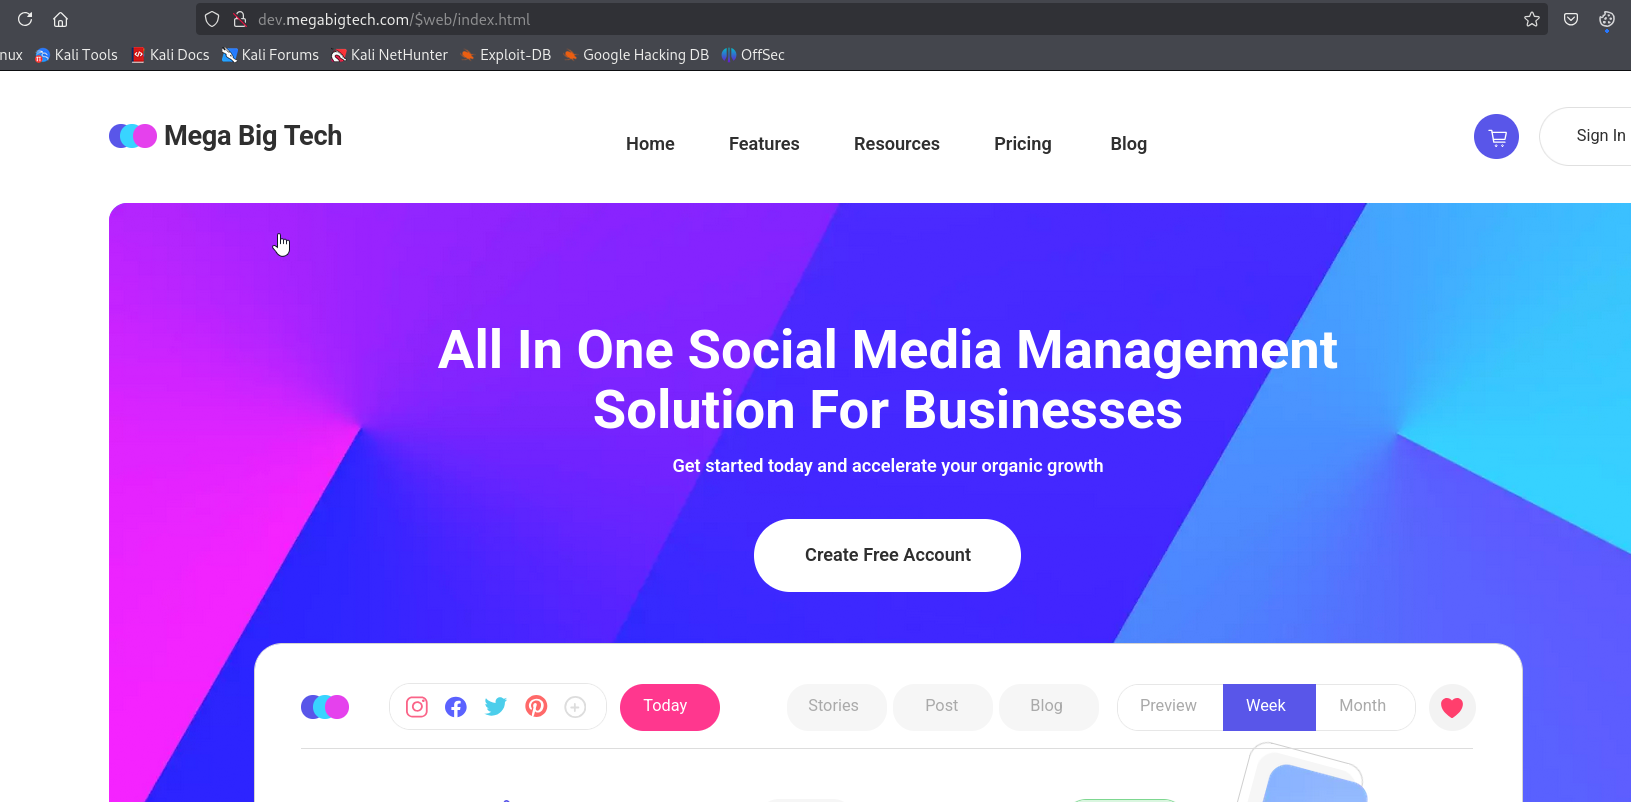 dev.megabigtech.com/$web/index.html
nux Kali Tools Kali Docs Kali Forums Kali NetHunter Exploit-DB Google Hacking DB OffSec
Mega Big Tech Home Features Resources Pricing Blog Sign In
All In One Social Media Management
Solution For Businesses
Get started today and accelerate your organic growth
Create Free Account
Today Stories Post Blog Preview Week Month